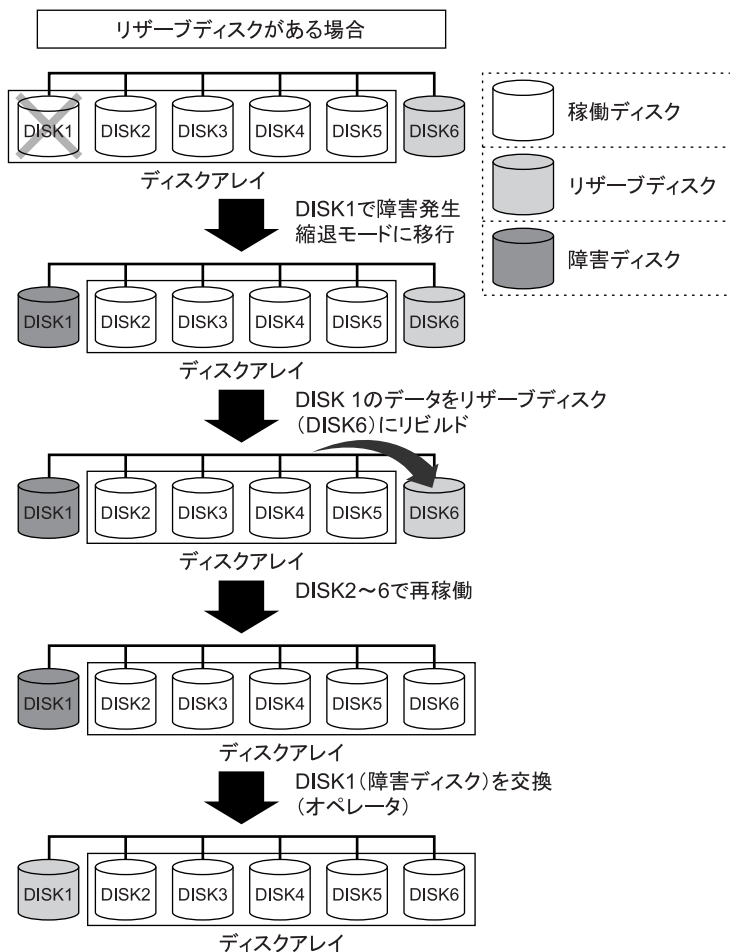 リザーブディスクがある場合
DISK1 DISK2 DISK3 DISK4 DISK5 DISK6
ディスクアレイ
稼働ディスク
リザーブディスク
障害ディスク
DISK1で障害発生
縮退モードに移行
DISK1 DISK2 DISK3 DISK4 DISK5 DISK6
ディスクアレイ
DISK 1のデータをリザーブディスク
(DISK6)にリビルド
DISK1 DISK2 DISK3 DISK4 DISK5 DISK6
ディスクアレイ
DISK2～6で再稼働
DISK1 DISK2 DISK3 DISK4 DISK5 DISK6
ディスクアレイ
DISK1(障害ディスク)を交換
(オペレータ)
DISK1 DISK2 DISK3 DISK4 DISK5 DISK6
ディスクアレイ